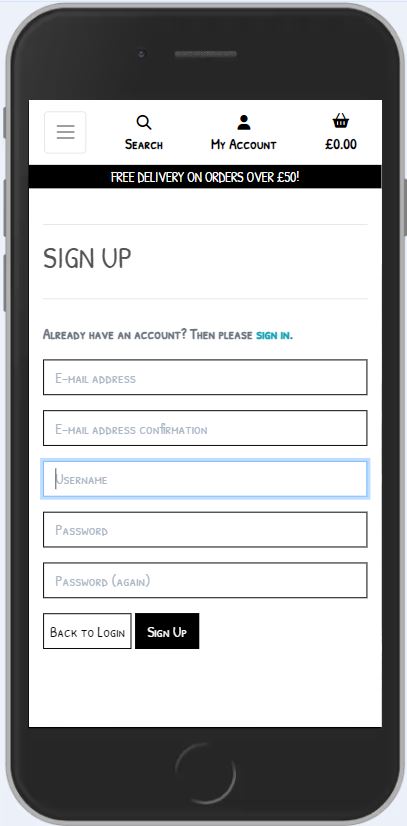 Search My Account £0.00
FREE DELIVERY ON ORDERS OVER £50!
SIGN UP
Already have an account? Then please sign in.
E-mail address
E-mail address confirmation
Username
Password
Password (again)
Back to Login Sign Up